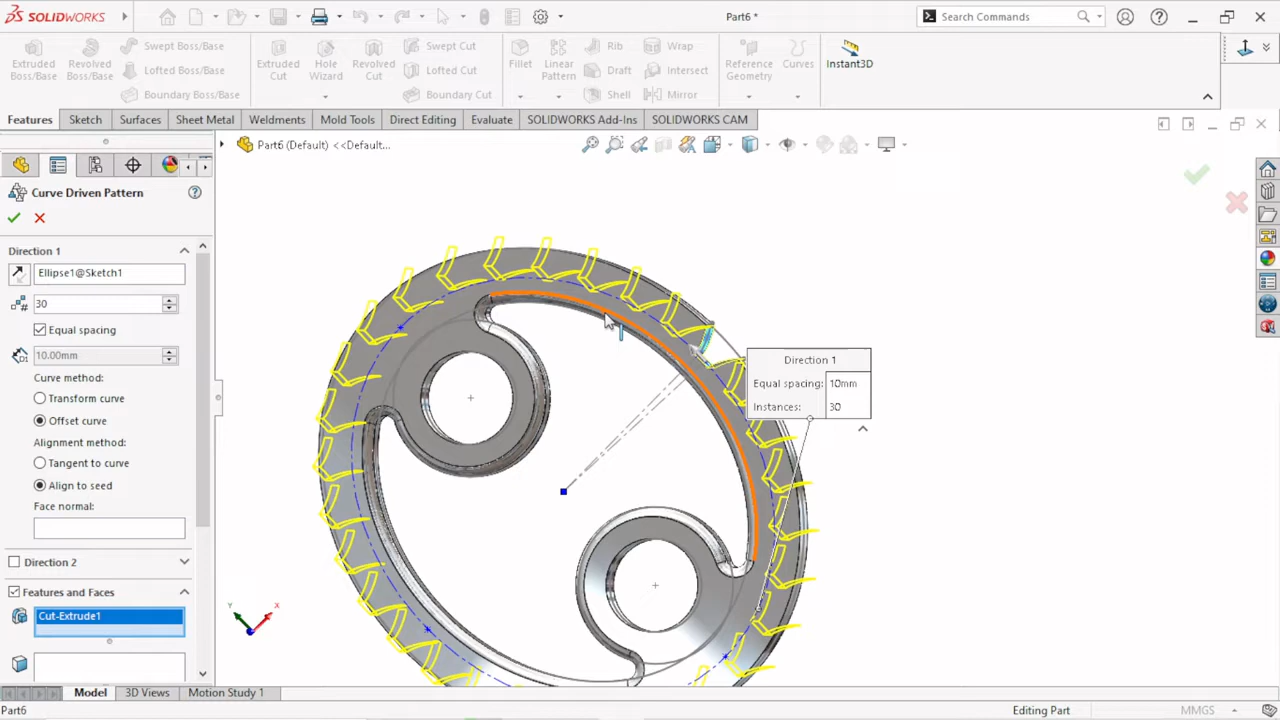 SOLIDWORKS
Part6 *
Search Commands
Extruded Boss/Base
Revolved Boss/Base
Swept Boss/Base
Lofted Boss/Base
Boundary Boss/Base
Extruded Cut
Hole Wizard
Revolved Cut
Swept Cut
Lofted Cut
Boundary Cut
Fillet
Linear Pattern
Rib
Draft
Shell
Wrap
Intersect
Mirror
Reference Geometry
Curves
Instant3D
Features
Sketch
Surfaces
Sheet Metal
Weldments
Mold Tools
Direct Editing
Evaluate
SOLIDWORKS Add-Ins
SOLIDWORKS CAM
Part6 (Default) <<Default...
Curve Driven Pattern
Direction 1
Ellipse1@Sketch1
30
Equal spacing
10.00mm
Curve method:
Transform curve
Offset curve
Alignment method:
Tangent to curve
Align to seed
Face normal:
Direction 2
Features and Faces
Cut-Extrude1
Direction 1
Equal spacing: 10mm
Instances: 30
Y
X
Z
Model
3D Views
Motion Study 1
Part6
Editing Part
MMGS